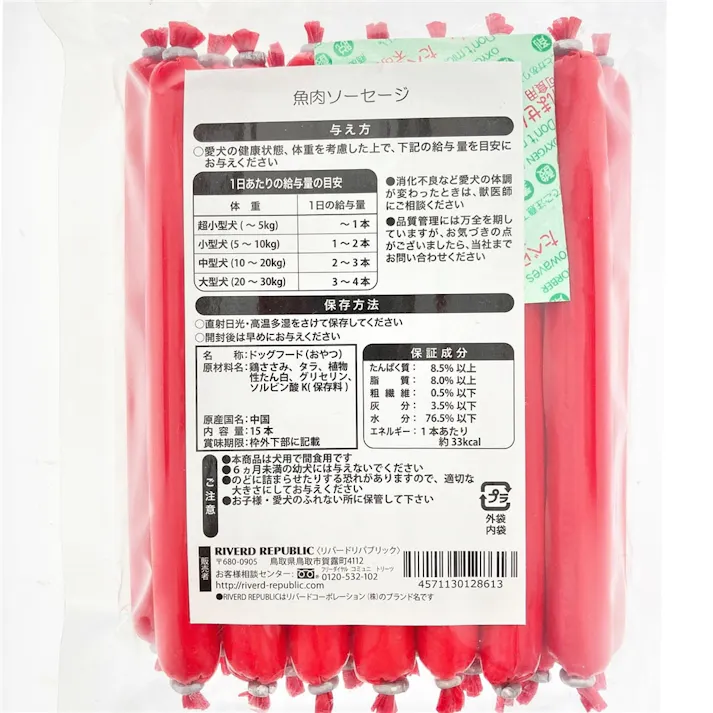 魚肉ソーセージ
与え方
○愛犬の健康状態、体重を考慮した上で、下記の給与量を目安に
お与えください
1日あたりの給与量の目安
体重 1日の給与量
超小型犬(～5kg) ～1本
小型犬(5～10kg) 1～2本
中型犬(10～20kg) 2～3本
大型犬(20～30kg) 3～4本
●消化不良など愛犬の体調
が変わったときは、獣医師
にご相談ください
●品質管理には万全を期し
ていますが、お気づきの点
がございましたら、当社まで
お問い合わせください
保存方法
○直射日光・高温多湿をさけて保存してください
○開封後は早めにお与えください
名称:ドッグフード(おやつ)
原材料名:鶏ささみ、タラ、植物
性たん白、グリセリン、
ソルビン酸K(保存料)
原産国名:中国
内容量:15本
賞味期限:枠外下部に記載
保証成分
たんぱく質: 8.5%以上
脂質: 8.0%以上
粗繊維: 0.5%以下
灰分: 3.5%以下
水分: 76.5%以下
エネルギー:1本あたり
約33kcal
ご注意
●本商品は犬用で間食用です
●6ヵ月未満の幼犬には与えないでください
●のどに詰まらせたりする恐れがありますので、適切な
大きさにしてお与えください
●お子様・愛犬のふれない所に保管して下さい
プラ
外袋
内袋
販売者
RIVERD REPUBLIC〈リバードリパブリック〉
〒680-0905 鳥取県鳥取市賀露町4112
フリーダイヤル コミュニ トリーツ
お客様相談センター: 0120-532-102
http://riverd-republic.com
●RIVERD REPUBLICはリバードコーポレーション(株)のブランド名です
4571130128613
Don't
OXYGEN